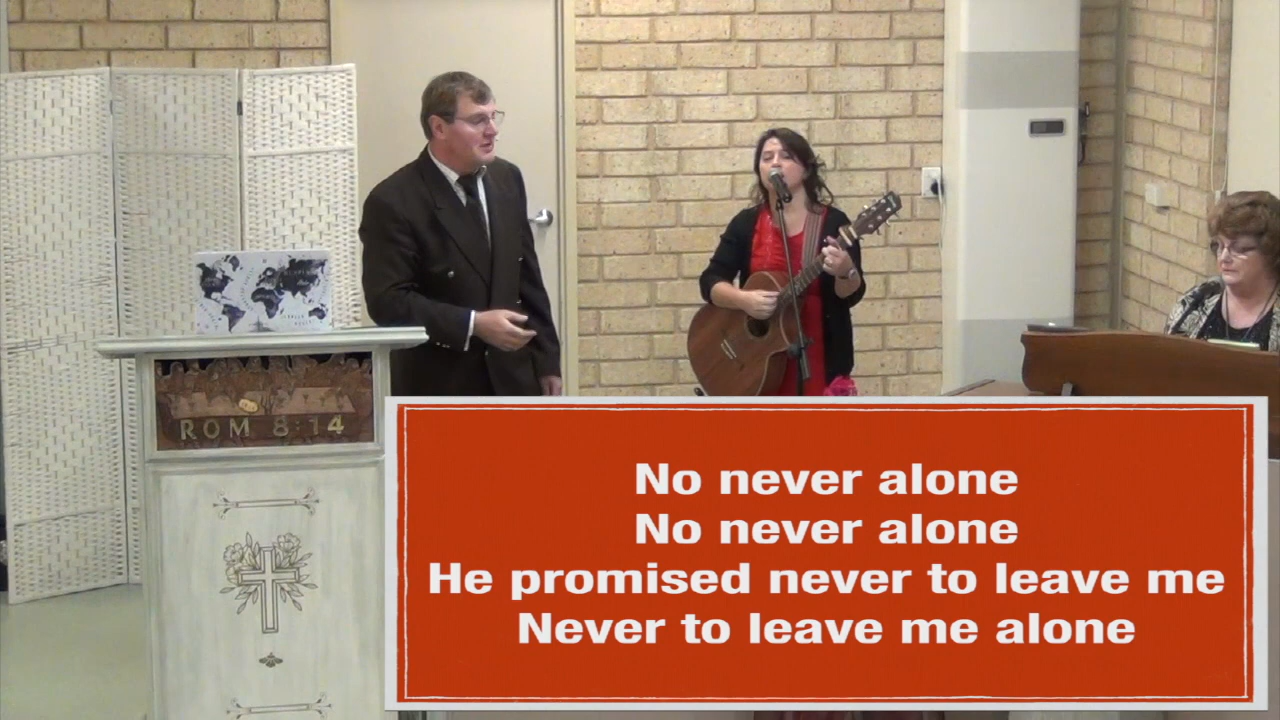 ROM 8:14
No never alone
No never alone
He promised never to leave me
Never to leave me alone